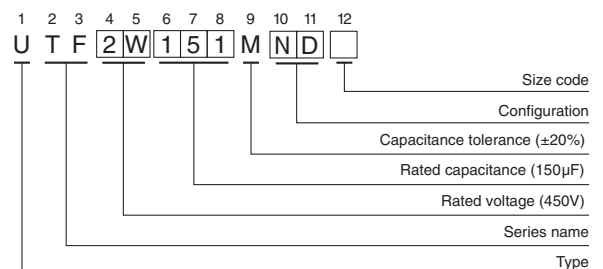 1 2 3 4 5 6 7 8 9 10 11 12
U T F 2 W 1 5 1 M N D
Size code
Configuration
Capacitance tolerance (±20%)
Rated capacitance (150µF)
Rated voltage (450V)
Series name
Type